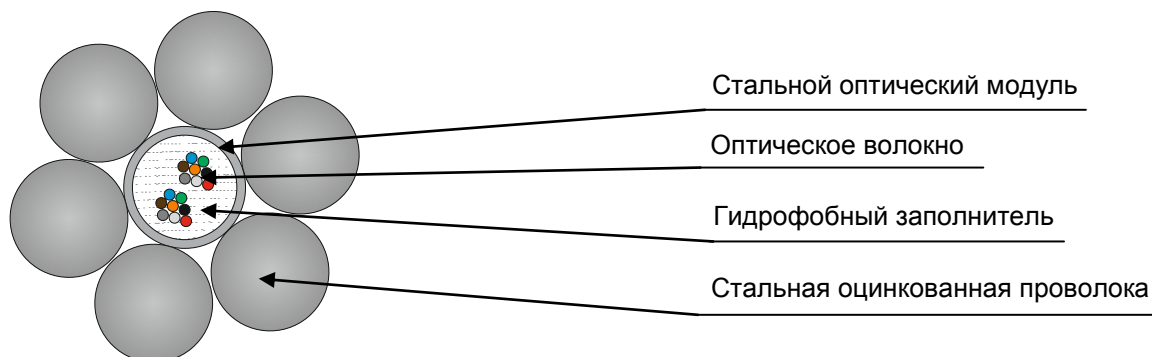 Стальной оптический модуль
Оптическое волокно
Гидрофобный заполнитель
Стальная оцинкованная проволока